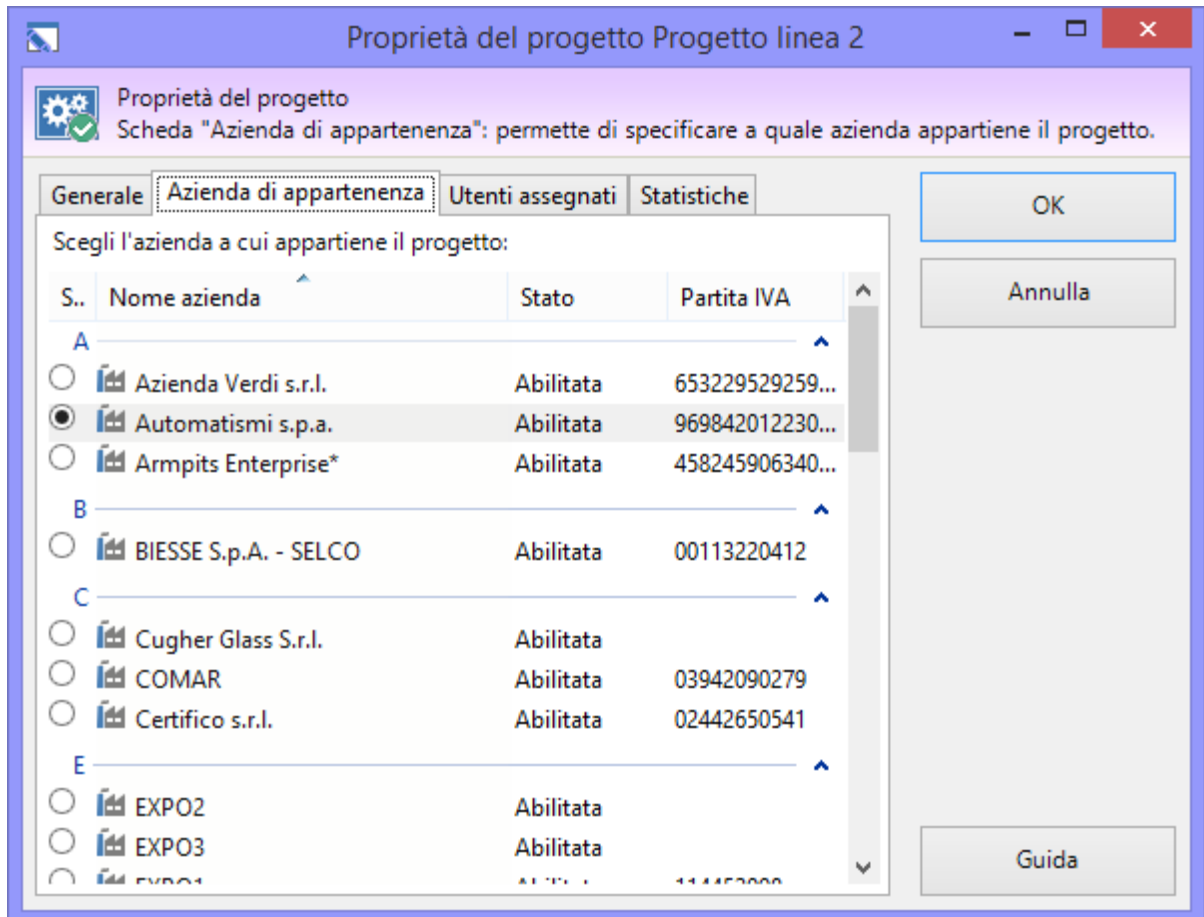 Proprietà del progetto Progetto linea 2
Proprietà del progetto
Scheda "Azienda di appartenenza": permette di specificare a quale azienda appartiene il progetto.
Generale Azienda di appartenenza Utenti assegnati Statistiche
OK
Scegli l'azienda a cui appartiene il progetto:
Annulla
S.. Nome azienda Stato Partita IVA
A
Azienda Verdi s.r.l. Abilitata 653229529259...
Automatismi s.p.a. Abilitata 969842012230...
Armpits Enterprise* Abilitata 458245906340...
B
BIESSE S.p.A. - SELCO Abilitata 00113220412
C
Cugher Glass S.r.l. Abilitata
COMAR Abilitata 03942090279
Certifico s.r.l. Abilitata 02442650541
E
EXPO2 Abilitata
EXPO3 Abilitata
Guida